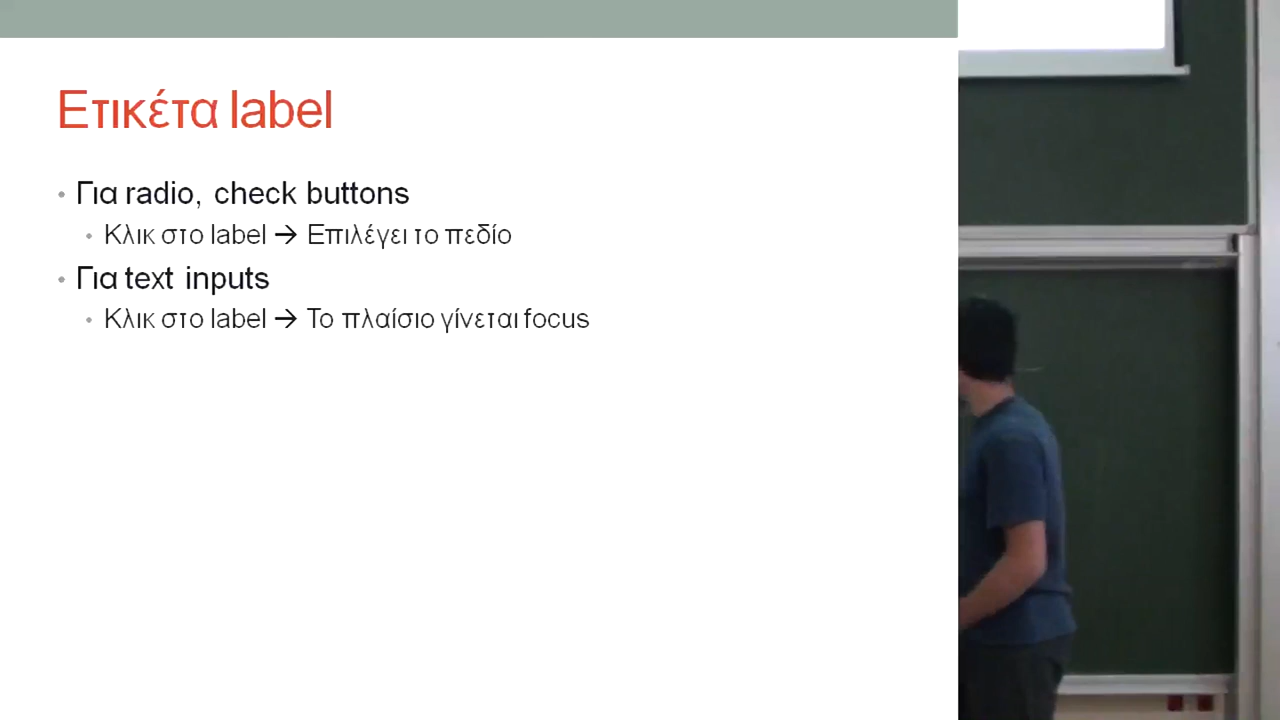 Ετικέτα label
• Για radio, check buttons
• Κλικ στο label → Επιλέγει το πεδίο
• Για text inputs
• Κλικ στο label → Το πλαίσιο γίνεται focus